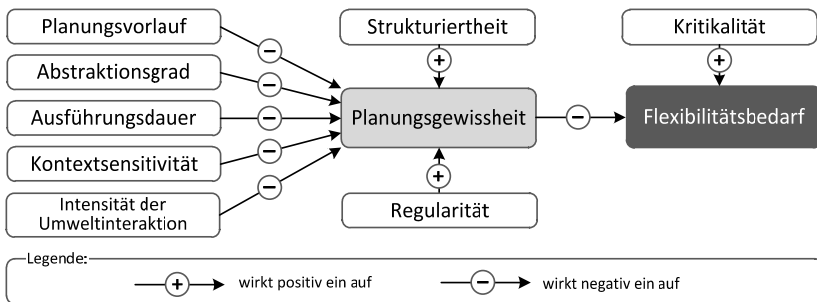 Planungsvorlauf
Abstraktionsgrad
Ausführungsdauer
Kontextsensitivität
Intensität der
Umweltinteraktion
Strukturiertheit
Planungsgewissheit
Regularität
Kritikalität
Flexibilitätsbedarf
Legende:
wirkt positiv ein auf
wirkt negativ ein auf